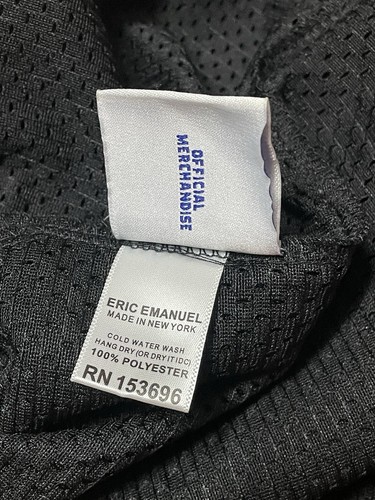 OFFICIAL
MERCHANDISE
ERIC EMANUEL
MADE IN NEW YORK
COLD WATER WASH
HANG DRY (OR DRY IT IDC)
100% POLYESTER
RN 153696